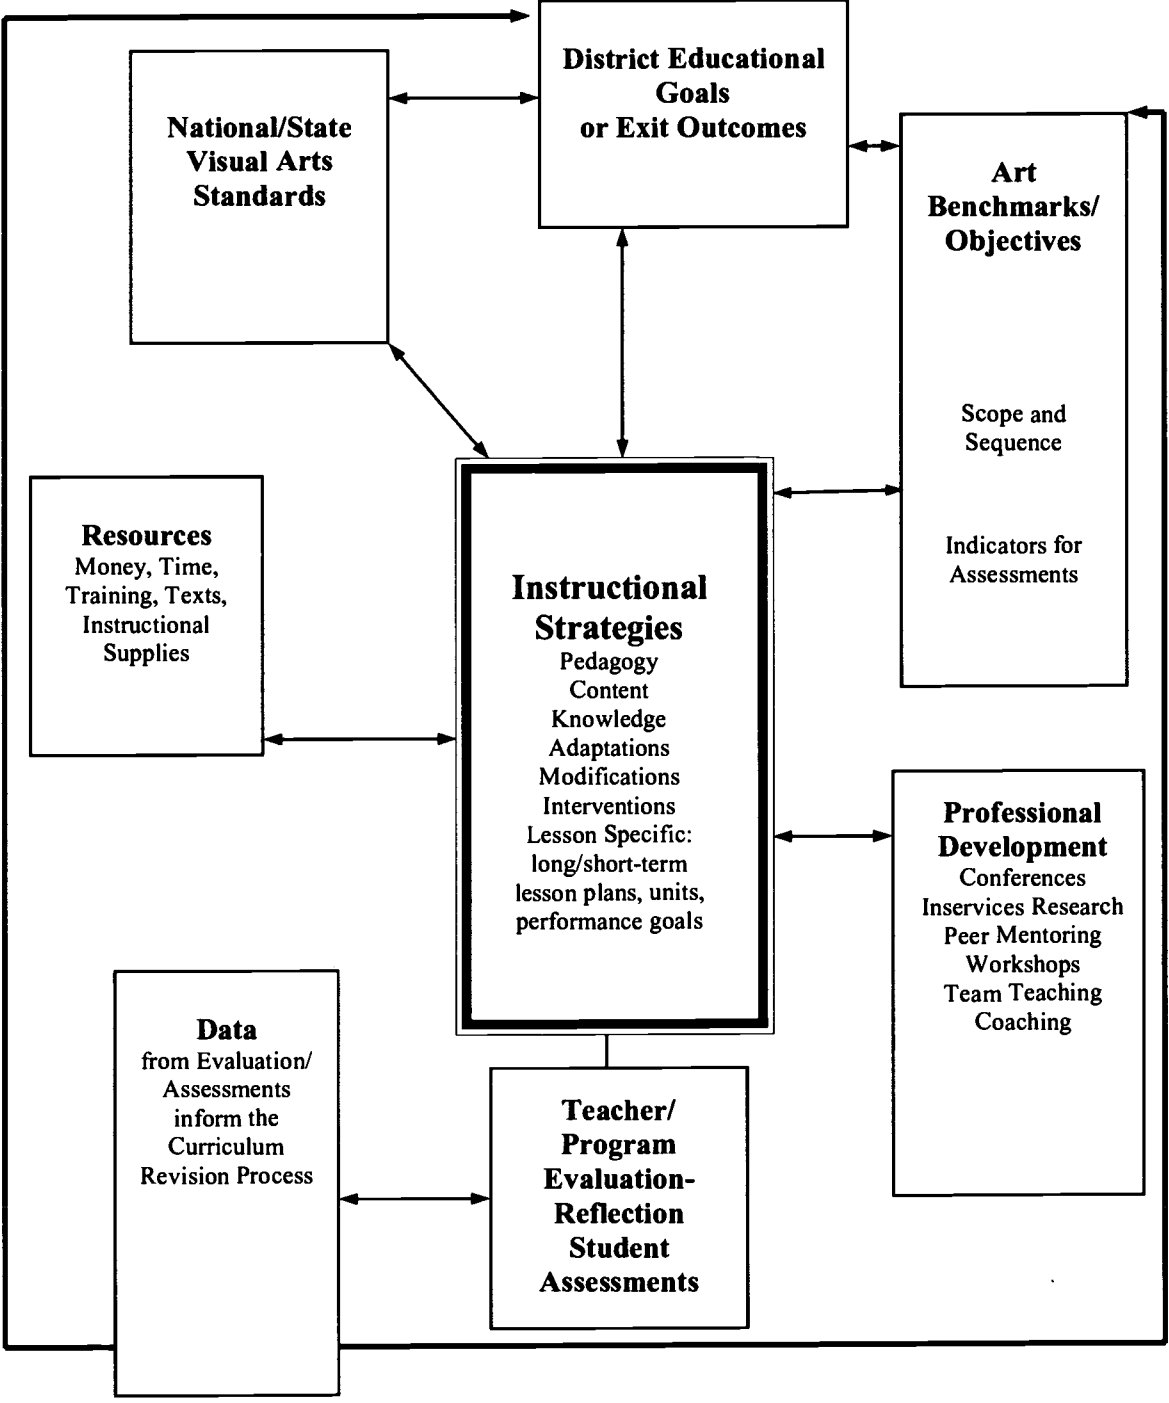 District Educational
Goals
or Exit Outcomes
National/State
Visual Arts
Standards
Art
Benchmarks/
Objectives
Scope and
Sequence
Indicators for
Assessments
Resources
Money, Time,
Training, Texts,
Instructional
Supplies
Instructional
Strategies
Pedagogy
Content
Knowledge
Adaptations
Modifications
Interventions
Lesson Specific:
long/short-term
lesson plans, units,
performance goals
Professional
Development
Conferences
Inservices Research
Peer Mentoring
Workshops
Team Teaching
Coaching
Data
from Evaluation/
Assessments
inform the
Curriculum
Revision Process
Teacher/
Program
Evaluation-
Reflection
Student
Assessments